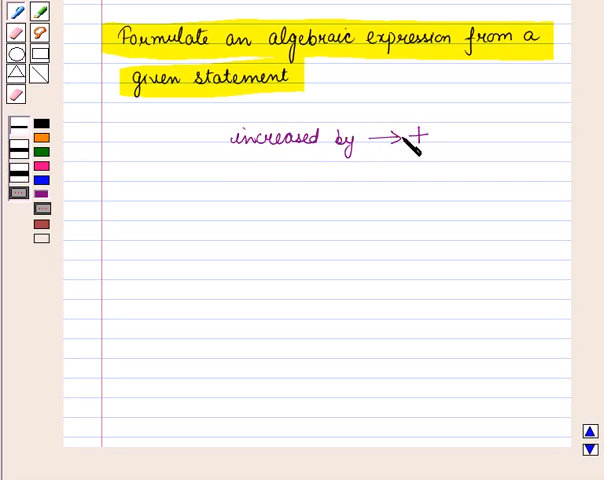 Formulate an algebraic expression from a
given statement
increased by → +